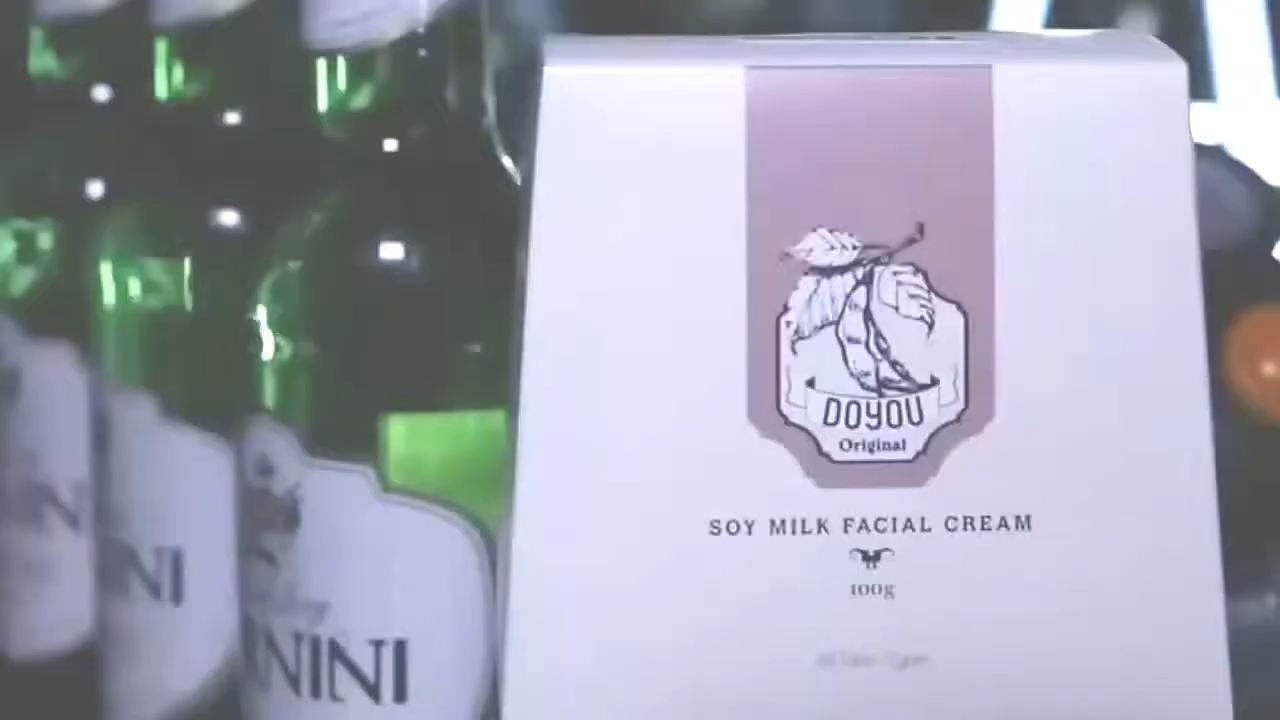 NINI
NINI
DOYOU
Original
SOY MILK FACIAL CREAM
100g